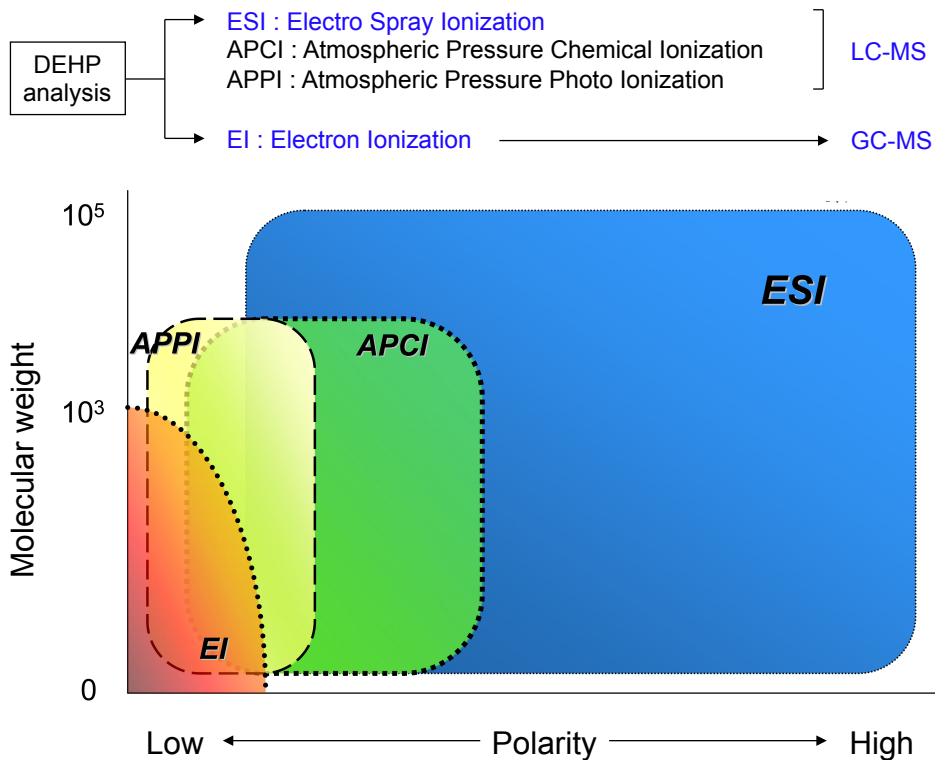 ESI : Electro Spray Ionization
APCI : Atmospheric Pressure Chemical Ionization
APPI : Atmospheric Pressure Photo Ionization
LC-MS
DEHP
analysis
EI : Electron Ionization
GC-MS
10⁵
ESI
APPI
APCI
10³
Molecular weight
EI
0
Low
Polarity
High